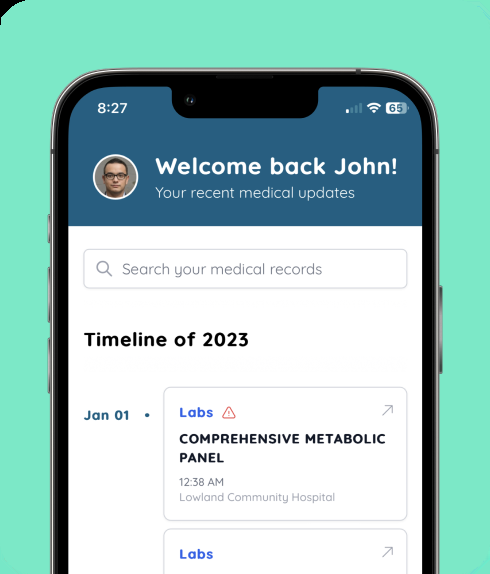 8:27
65
Welcome back John!
Your recent medical updates
Search your medical records
Timeline of 2023
Jan 01
Labs
COMPREHENSIVE METABOLIC
PANEL
12:38 AM
Lowland Community Hospital
Labs